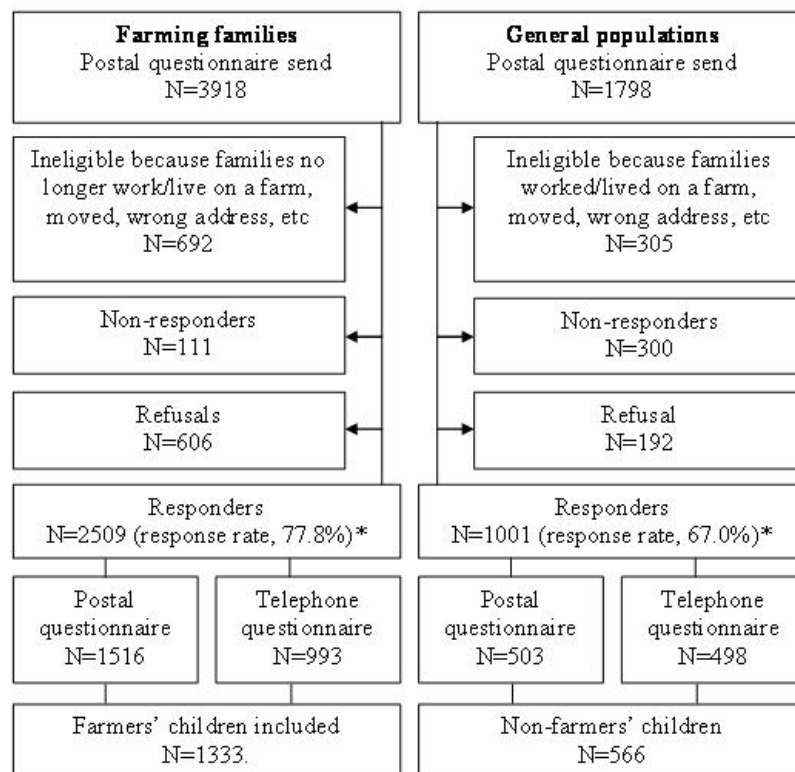 Farming families
Postal questionnaire send
N=3918
General populations
Postal questionnaire send
N=1798
Ineligible because families no
longer work/live on a farm,
moved, wrong address, etc
N=692
Ineligible because families
worked/lived on a farm,
moved, wrong address, etc
N=305
Non-responders
N=111
Non-responders
N=300
Refusals
N=606
Refusal
N=192
Responders
N=2509 (response rate, 77.8%)*
Responders
N=1001 (response rate, 67.0%)*
Postal
questionnaire
N=1516
Telephone
questionnaire
N=993
Postal
questionnaire
N=503
Telephone
questionnaire
N=498
Farmers’ children included
N=1333.
Non-farmers’ children
N=566